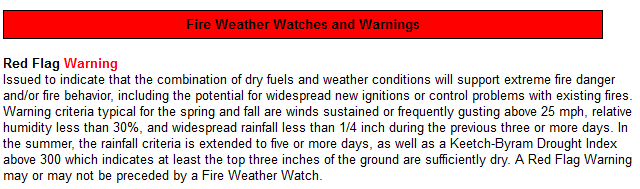 Fire Weather Watches and Warnings
Red Flag Warning
Issued to indicate that the combination of dry fuels and weather conditions will support extreme fire danger
and/or fire behavior, including the potential for widespread new ignitions or control problems with existing fires.
Warning criteria typical for the spring and fall are winds sustained or frequently gusting above 25 mph, relative
humidity less than 30%, and widespread rainfall less than 1/4 inch during the previous three or more days. In
the summer, the rainfall criteria is extended to five or more days, as well as a Keetch-Byram Drought Index
above 300 which indicates at least the top three inches of the ground are sufficiently dry. A Red Flag Warning
may or may not be preceded by a Fire Weather Watch.